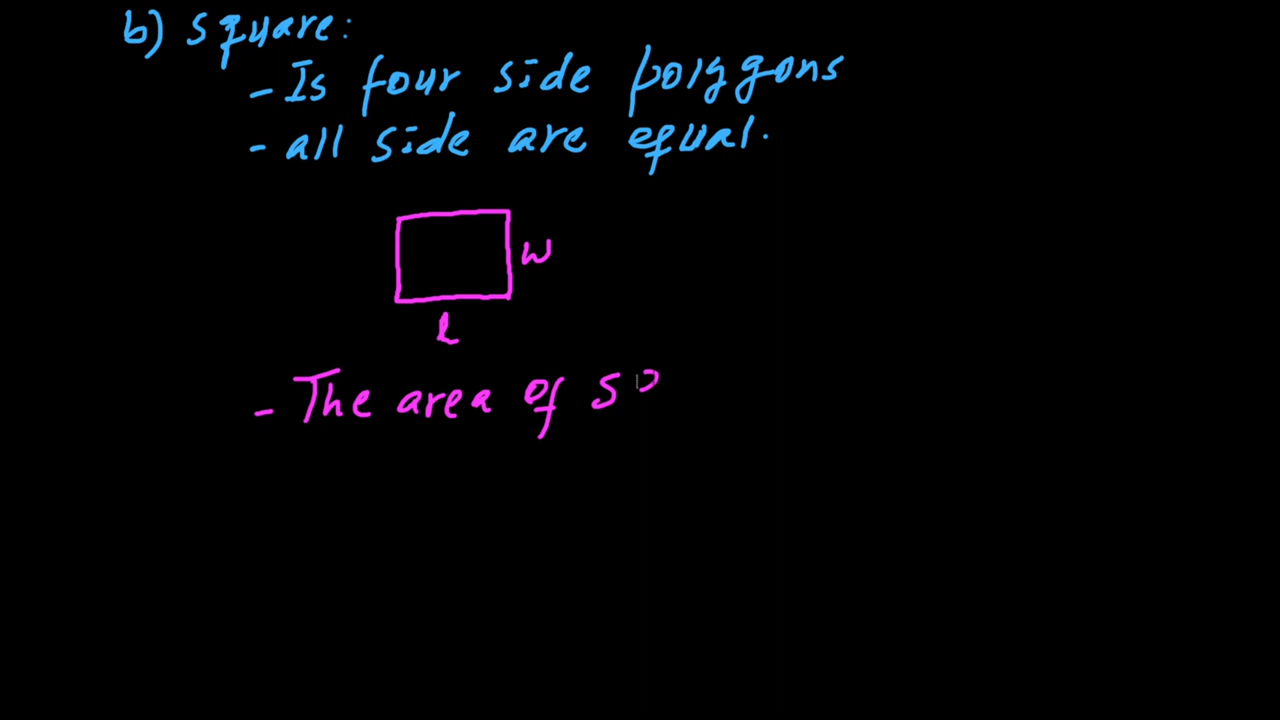 b) square:
- Is four side polygons
- all side are equal.
w
l
- The area of s